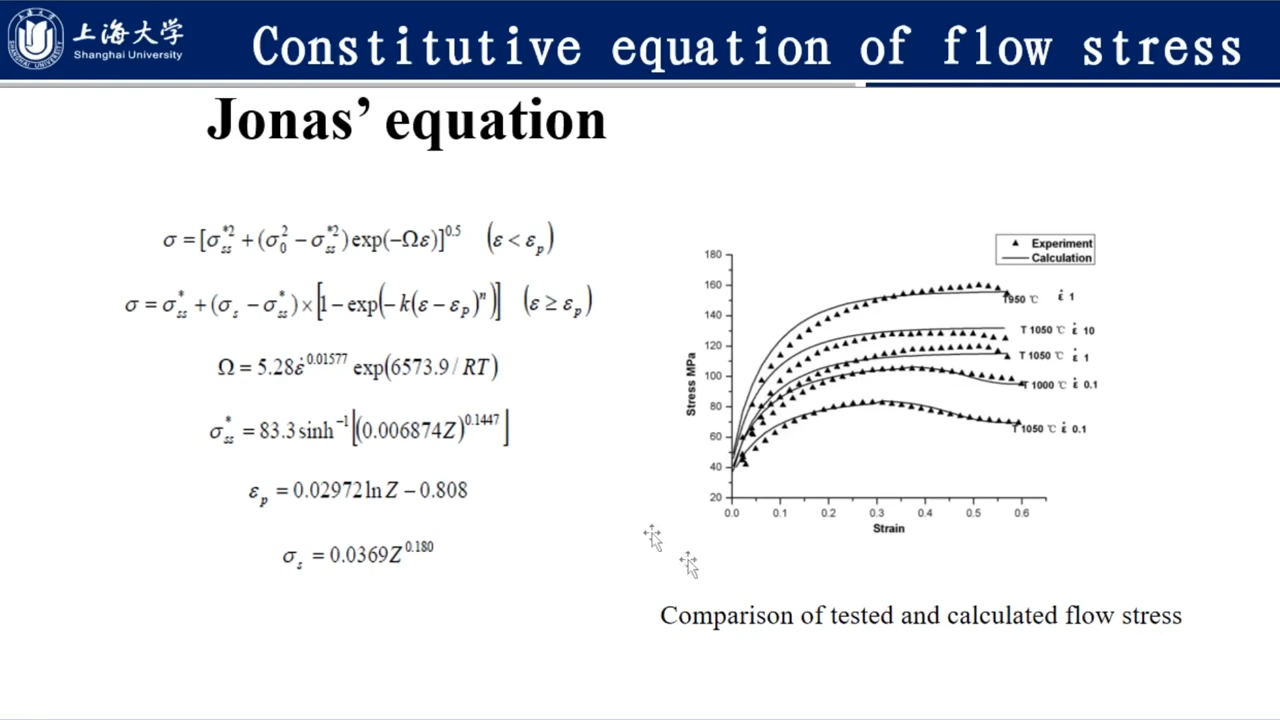 上海大学
Shanghai University
Constitutive equation of flow stress
Jonas’ equation
σ = [σ*²ss + (σ₀² − σ*²ss) exp(−Ωε)]^0.5 (ε < εp)
σ = σ*ss + (σs − σ*ss) × [1 − exp(−k(ε − εP)^n)] (ε ≥ εp)
Ω = 5.28ε̇^0.01577 exp(6573.9 / RT)
σ*ss = 83.3 sinh⁻¹[(0.006874Z)^0.1447]
εp = 0.02972 ln Z − 0.808
σs = 0.0369Z^0.180
Experiment
Calculation
180
160
140
120
100
80
60
40
20
Stress MPa
0.0 0.1 0.2 0.3 0.4 0.5 0.6
Strain
T950 ℃ ε̇ 1
T 1050 ℃ ε̇ 10
T 1050 ℃ ε̇ 1
T 1000 ℃ ε̇ 0.1
T 1050 ℃ ε̇ 0.1
Comparison of tested and calculated flow stress